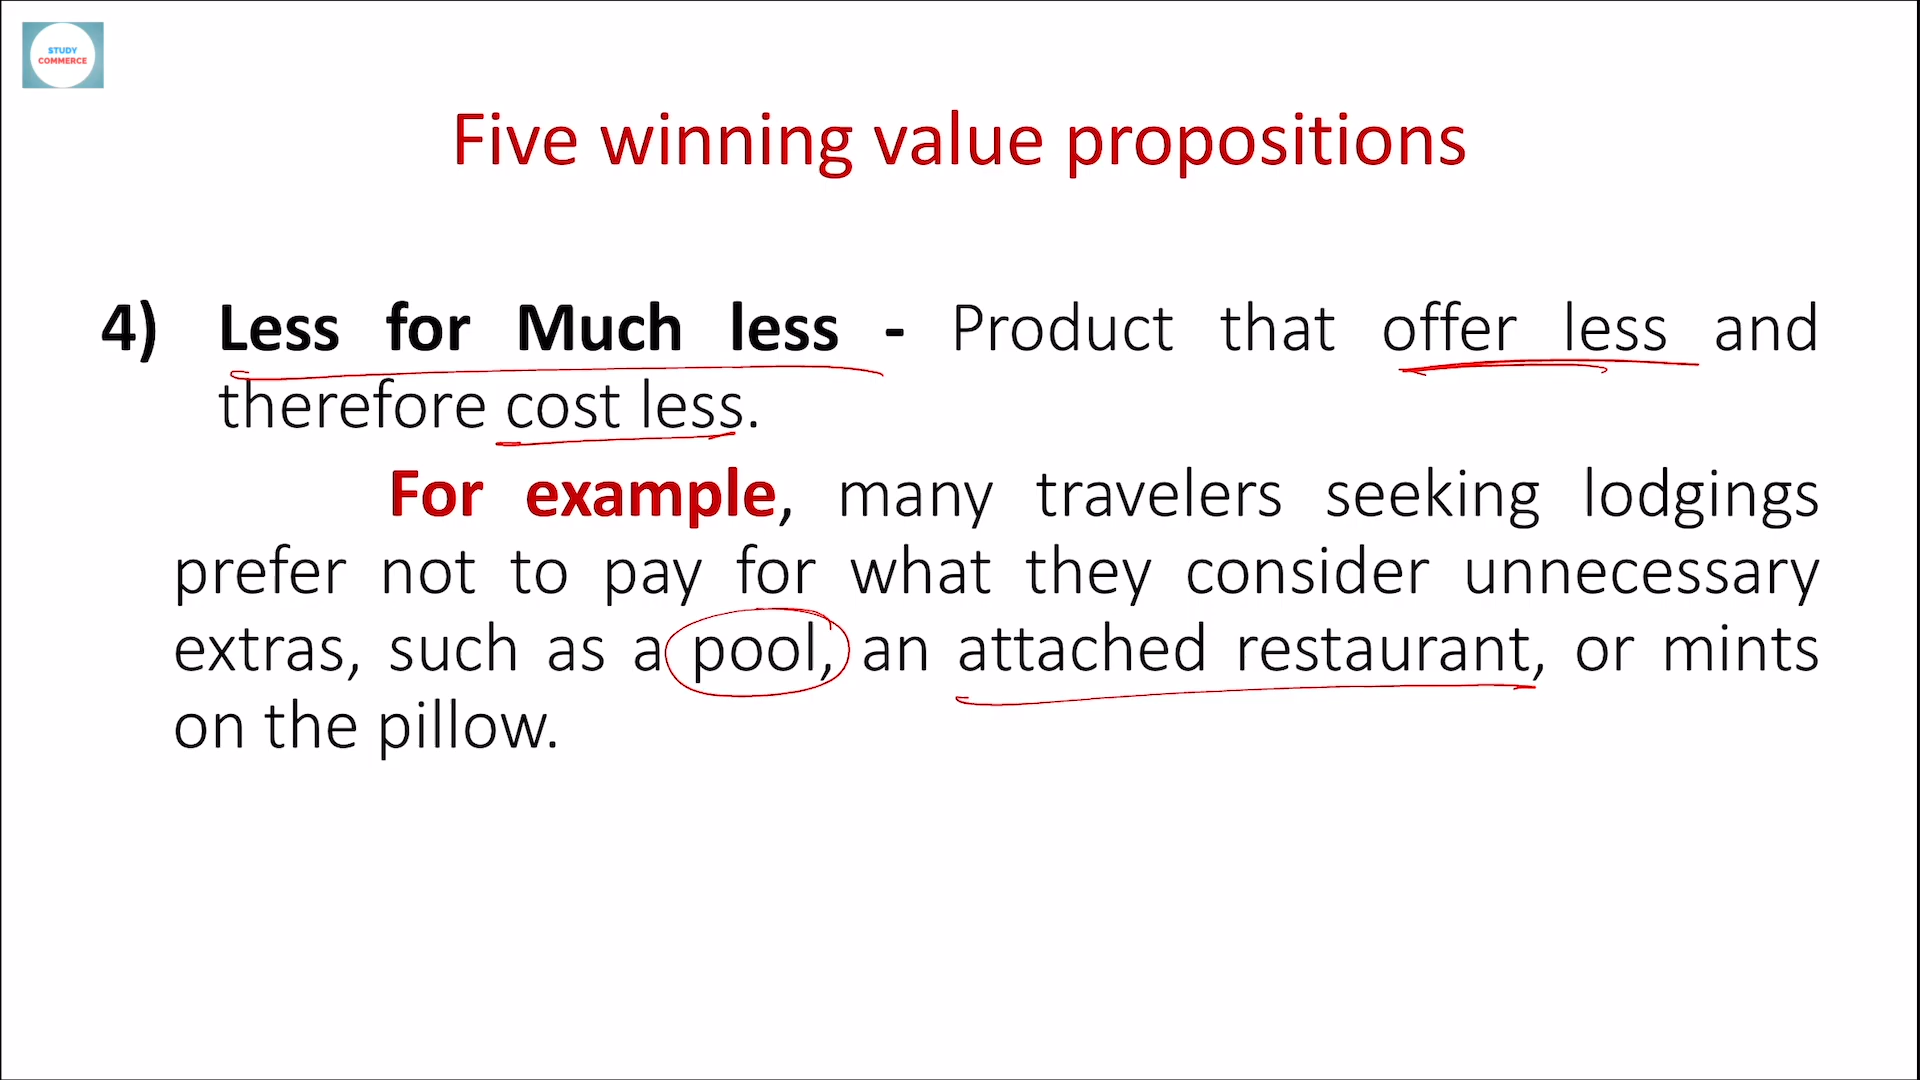 STUDY
COMMERCE
Five winning value propositions
4) Less for Much less - Product that offer less and
therefore cost less.
For example, many travelers seeking lodgings
prefer not to pay for what they consider unnecessary
extras, such as a pool, an attached restaurant, or mints
on the pillow.